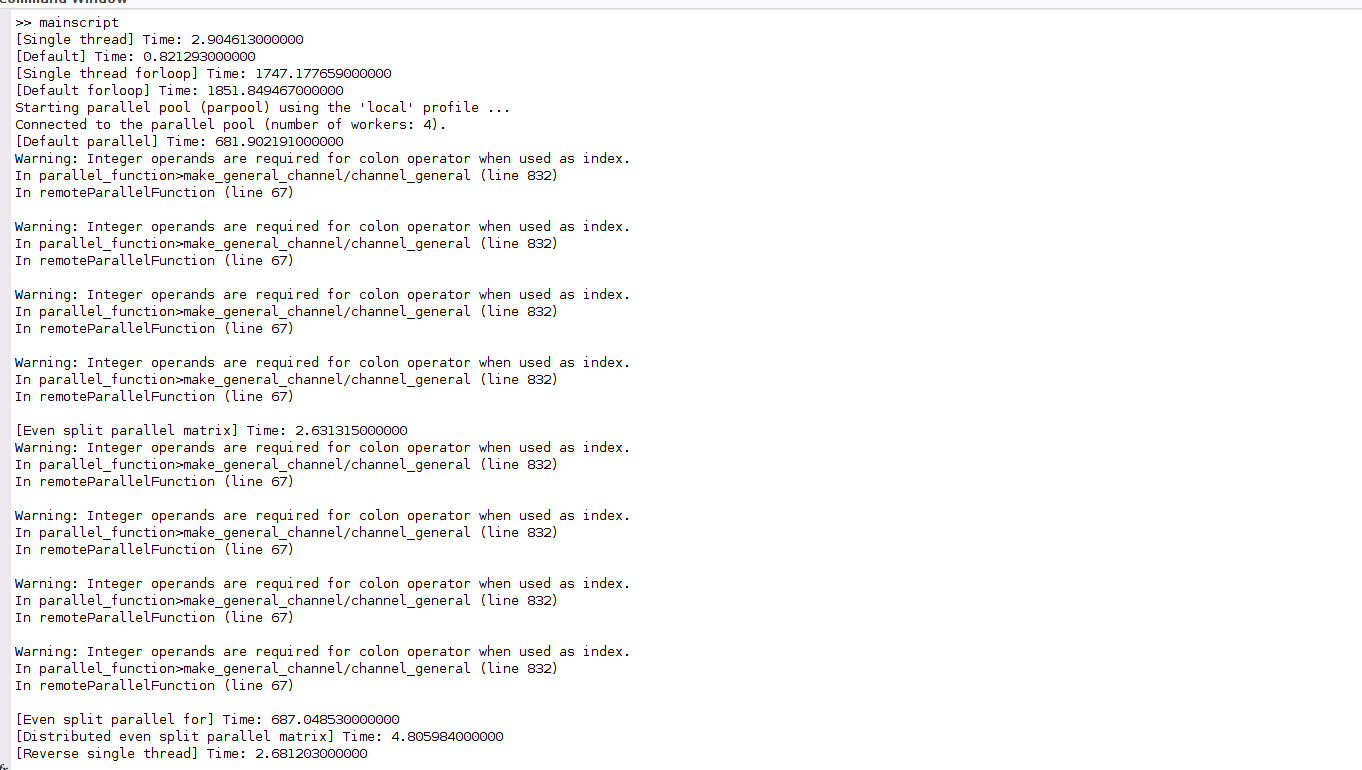 Command Window
>> mainscript
[Single thread] Time: 2.904613000000
[Default] Time: 0.821293000000
[Single thread forloop] Time: 1747.177659000000
[Default forloop] Time: 1851.849467000000
Starting parallel pool (parpool) using the 'local' profile ...
Connected to the parallel pool (number of workers: 4).
[Default parallel] Time: 681.902191000000
Warning: Integer operands are required for colon operator when used as index.
In parallel_function>make_general_channel/channel_general (line 832)
In remoteParallelFunction (line 67)
Warning: Integer operands are required for colon operator when used as index.
In parallel_function>make_general_channel/channel_general (line 832)
In remoteParallelFunction (line 67)
Warning: Integer operands are required for colon operator when used as index.
In parallel_function>make_general_channel/channel_general (line 832)
In remoteParallelFunction (line 67)
Warning: Integer operands are required for colon operator when used as index.
In parallel_function>make_general_channel/channel_general (line 832)
In remoteParallelFunction (line 67)
[Even split parallel matrix] Time: 2.631315000000
Warning: Integer operands are required for colon operator when used as index.
In parallel_function>make_general_channel/channel_general (line 832)
In remoteParallelFunction (line 67)
Warning: Integer operands are required for colon operator when used as index.
In parallel_function>make_general_channel/channel_general (line 832)
In remoteParallelFunction (line 67)
Warning: Integer operands are required for colon operator when used as index.
In parallel_function>make_general_channel/channel_general (line 832)
In remoteParallelFunction (line 67)
Warning: Integer operands are required for colon operator when used as index.
In parallel_function>make_general_channel/channel_general (line 832)
In remoteParallelFunction (line 67)
[Even split parallel for] Time: 687.048530000000
[Distributed even split parallel matrix] Time: 4.805984000000
[Reverse single thread] Time: 2.681203000000